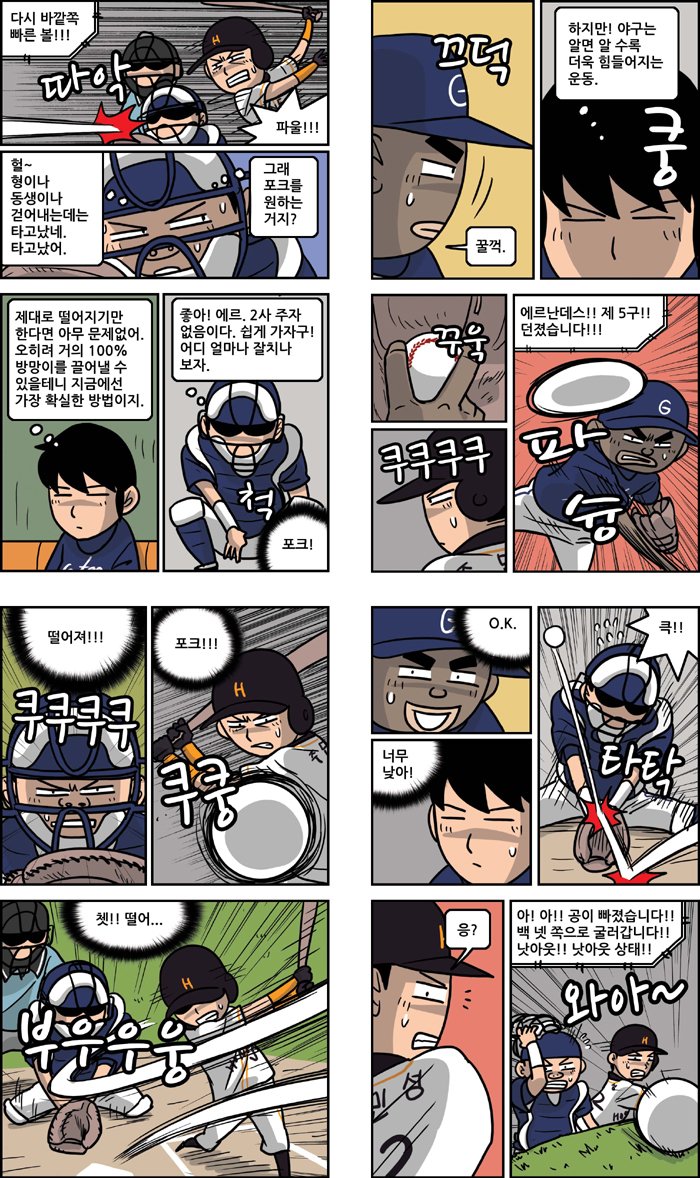 다시 바깥쪽
빠른 볼!!!
따악
파울!!!
헐~
형이나
동생이나
걷어내는데는
타고났네.
타고났어.
그래
포크를
원하는
거지?
제대로 떨어지기만
한다면 아무 문제없어.
오히려 거의 100%
방망이를 끌어낼 수
있을테니 지금에선
가장 확실한 방법이지.
좋아! 에르. 2사 주자
없음이다. 쉽게 가자구!
어디 얼마나 잘치나
보자.
척
포크!
끄덕
G
꿀꺽.
하지만! 야구는
알면 알 수록
더욱 힘들어지는
운동.
쿵
꾸욱
쿠쿠쿠쿠
에르난데스!! 제 5구!!
던졌습니다!!!
G
파
슝
떨어져!!!
쿠쿠쿠쿠
포크!!!
H
쿠쿵
쳇!! 떨어...
H
부우우웅
O.K.
G
너무
낮아!
큭!!
타탁
응?
H
민성
2
아! 아!! 공이 빠졌습니다!!
백 넷 쪽으로 굴러갑니다!!
낫아웃!! 낫아웃 상태!!
와아~
H